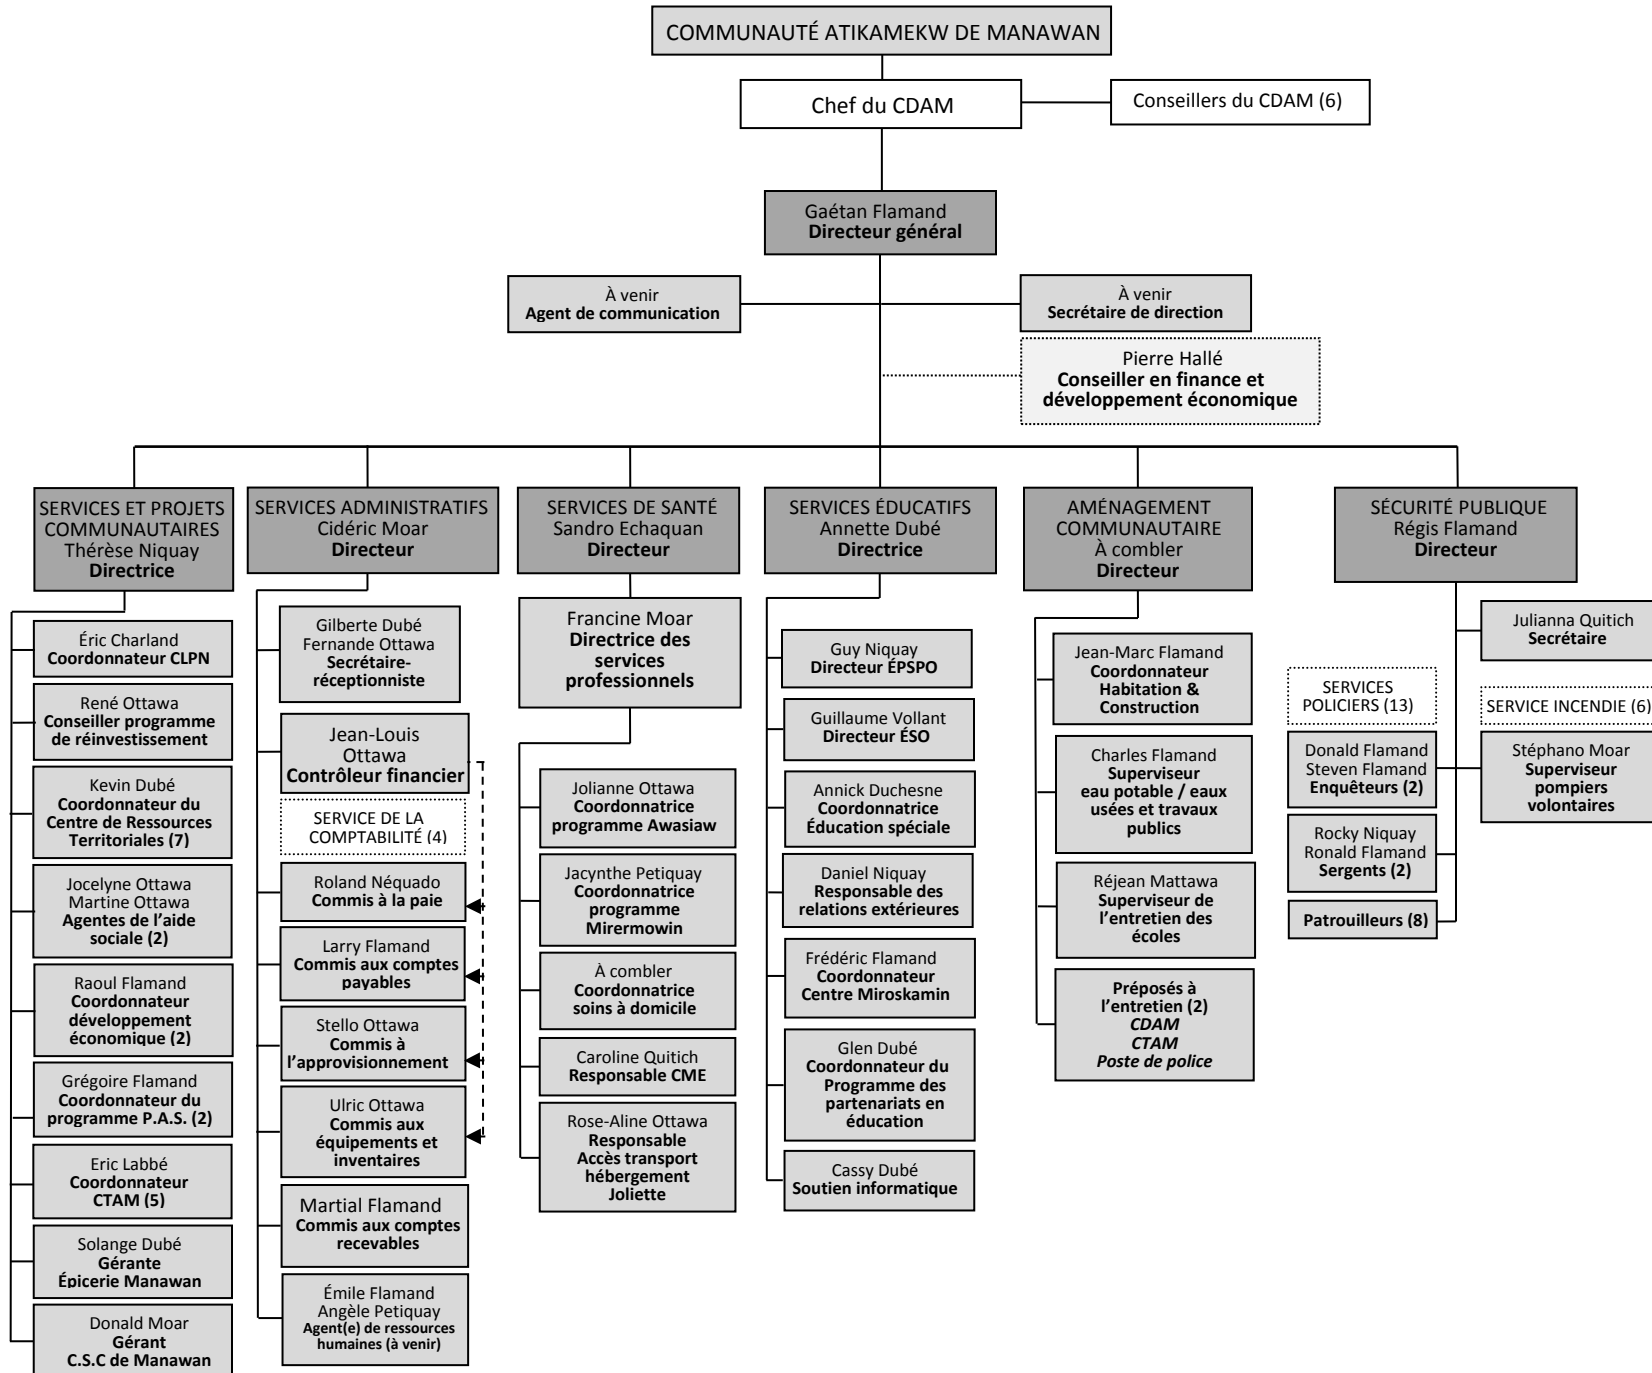 COMMUNAUTÉ ATIKAMEKW DE MANAWAN
Chef du CDAM
Conseillers du CDAM (6)
Gaétan Flamand
Directeur général
À venir
Agent de communication
À venir
Secrétaire de direction
Pierre Hallé
Conseiller en finance et
développement économique
SERVICES ET PROJETS
COMMUNAUTAIRES
Thérèse Niquay
Directrice
Éric Charland
Coordonnateur CLPN
René Ottawa
Conseiller programme
de réinvestissement
Kevin Dubé
Coordonnateur du
Centre de Ressources
Territoriales (7)
Jocelyne Ottawa
Martine Ottawa
Agentes de l’aide
sociale (2)
Raoul Flamand
Coordonnateur
développement
économique (2)
Grégoire Flamand
Coordonnateur du
programme P.A.S. (2)
Eric Labbé
Coordonnateur
CTAM (5)
Solange Dubé
Gérante
Épicerie Manawan
Donald Moar
Gérant
C.S.C de Manawan
SERVICES ADMINISTRATIFS
Cidéric Moar
Directeur
Gilberte Dubé
Fernande Ottawa
Secrétaire-
réceptionniste
Jean-Louis
Ottawa
Contrôleur financier
SERVICE DE LA
COMPTABILITÉ (4)
Roland Néquado
Commis à la paie
Larry Flamand
Commis aux comptes
payables
Stello Ottawa
Commis à
l’approvisionnement
Ulric Ottawa
Commis aux
équipements et
inventaires
Martial Flamand
Commis aux comptes
recevables
Émile Flamand
Angèle Petiquay
Agent(e) de ressources
humaines (à venir)
SERVICES DE SANTÉ
Sandro Echaquan
Directeur
Francine Moar
Directrice des
services
professionnels
Jolianne Ottawa
Coordonnatrice
programme Awasiaw
Jacynthe Petiquay
Coordonnatrice
programme
Mirermowin
À combler
Coordonnatrice
soins à domicile
Caroline Quitich
Responsable CME
Rose-Aline Ottawa
Responsable
Accès transport
hébergement
Joliette
SERVICES ÉDUCATIFS
Annette Dubé
Directrice
Guy Niquay
Directeur ÉPSPO
Guillaume Vollant
Directeur ÉSO
Annick Duchesne
Coordonnatrice
Éducation spéciale
Daniel Niquay
Responsable des
relations extérieures
Frédéric Flamand
Coordonnateur
Centre Miroskamin
Glen Dubé
Coordonnateur du
Programme des
partenariats en
éducation
Cassy Dubé
Soutien informatique
AMÉNAGEMENT
COMMUNAUTAIRE
À combler
Directeur
Jean-Marc Flamand
Coordonnateur
Habitation &
Construction
Charles Flamand
Superviseur
eau potable / eaux
usées et travaux
publics
Réjean Mattawa
Superviseur de
l’entretien des
écoles
Préposés à
l’entretien (2)
CDAM
CTAM
Poste de police
SÉCURITÉ PUBLIQUE
Régis Flamand
Directeur
Julianna Quitich
Secrétaire
SERVICES
POLICIERS (13)
Donald Flamand
Steven Flamand
Enquêteurs (2)
Rocky Niquay
Ronald Flamand
Sergents (2)
Patrouilleurs (8)
SERVICE INCENDIE (6)
Stéphano Moar
Superviseur
pompiers
volontaires